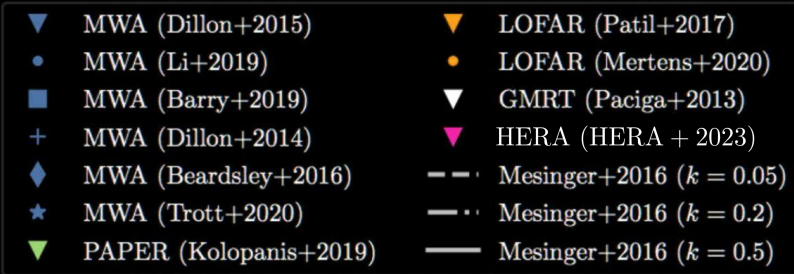 MWA (Dillon+2015)
MWA (Li+2019)
MWA (Barry+2019)
MWA (Dillon+2014)
MWA (Beardsley+2016)
MWA (Trott+2020)
PAPER (Kolopanis+2019)
LOFAR (Patil+2017)
LOFAR (Mertens+2020)
GMRT (Paciga+2013)
HERA (HERA + 2023)
Mesinger+2016 (k = 0.05)
Mesinger+2016 (k = 0.2)
Mesinger+2016 (k = 0.5)